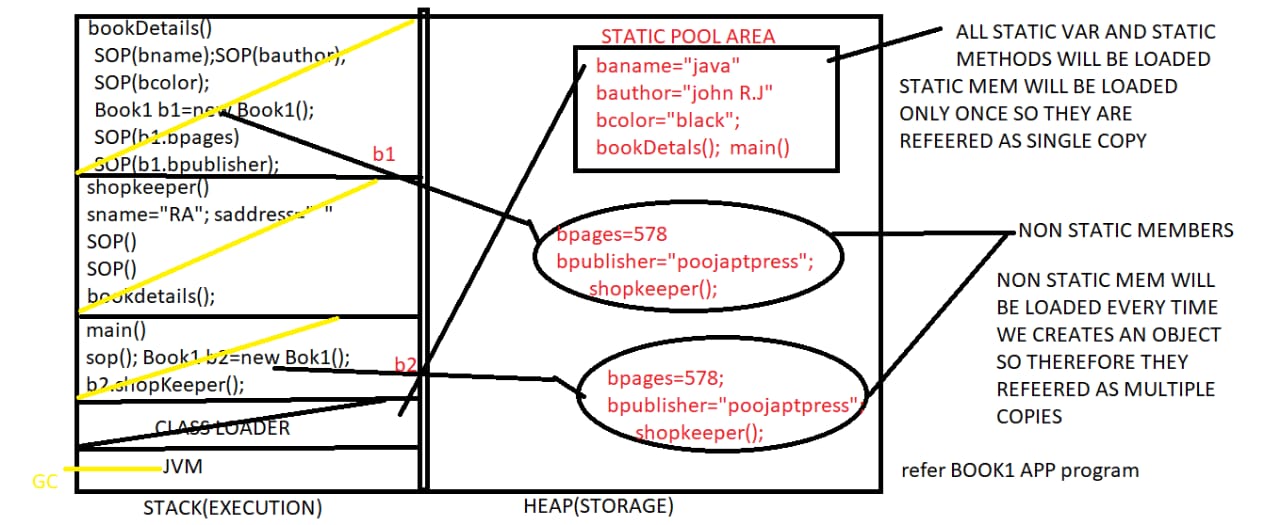 bookDetails()
SOP(bname);SOP(bauthor);
SOP(bcolor);
Book1 b1=new Book1();
SOP(b1.bpages)
SOP(b1.bpublisher);
b1
shopkeeper()
sname="RA"; saddress=" "
SOP()
SOP()
bookdetails();
main()
sop(); Book1 b2=new Bok1();
b2.shopKeeper();
b2
CLASS LOADER
JVM
GC
STACK(EXECUTION)
STATIC POOL AREA
baname="java"
bauthor="john R.J"
bcolor="black";
bookDetals(); main()
bpages=578
bpublisher="poojaptpress";
shopkeeper();
bpages=578;
bpublisher="poojaptpress";
shopkeeper();
HEAP(STORAGE)
ALL STATIC VAR AND STATIC
METHODS WILL BE LOADED
STATIC MEM WILL BE LOADED
ONLY ONCE SO THEY ARE
REFEERED AS SINGLE COPY
NON STATIC MEMBERS
NON STATIC MEM WILL
BE LOADED EVERY TIME
WE CREATES AN OBJECT
SO THEREFORE THEY
REFEERED AS MULTIPLE
COPIES
refer BOOK1 APP program